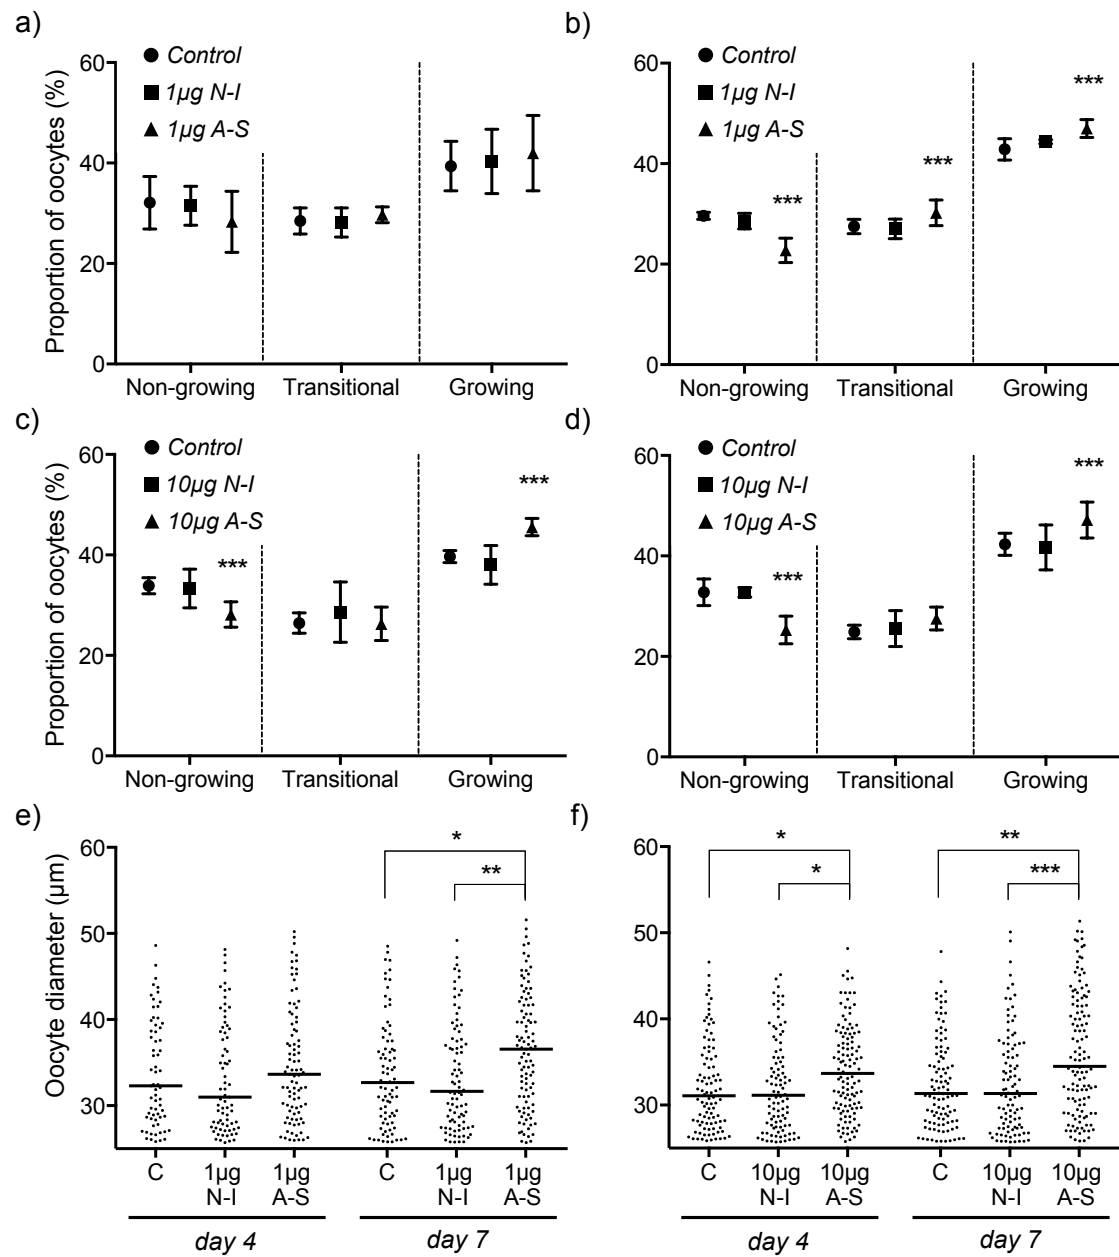 a)
Proportion of oocytes (%)
60
40
20
0
Control
1µg N-I
1µg A-S
Non-growing
Transitional
Growing
b)
60
40
20
0
Control
1µg N-I
1µg A-S
***
***
***
Non-growing
Transitional
Growing
c)
Proportion of oocytes (%)
60
40
20
0
Control
10µg N-I
10µg A-S
***
***
Non-growing
Transitional
Growing
d)
60
40
20
0
Control
10µg N-I
10µg A-S
***
***
Non-growing
Transitional
Growing
e)
Oocyte diameter (µm)
60
50
40
30
*
**
C
1µg
N-I
1µg
A-S
C
1µg
N-I
1µg
A-S
day 4
day 7
f)
60
50
40
30
*
*
**
***
C
10µg
N-I
10µg
A-S
C
10µg
N-I
10µg
A-S
day 4
day 7